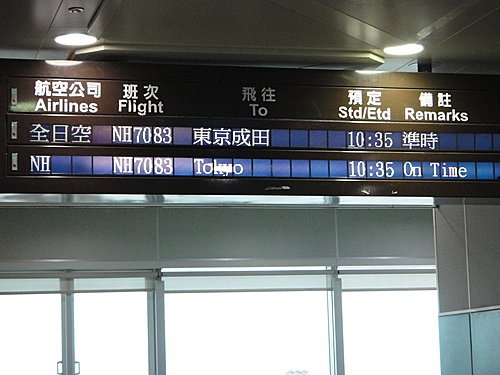 航空公司 班次 飛往 預定 備註
Airlines Flight To Std/Etd Remarks
全日空 NH7083 東京成田 10:35 準時
NH NH7083 Tokyo 10:35 On Time